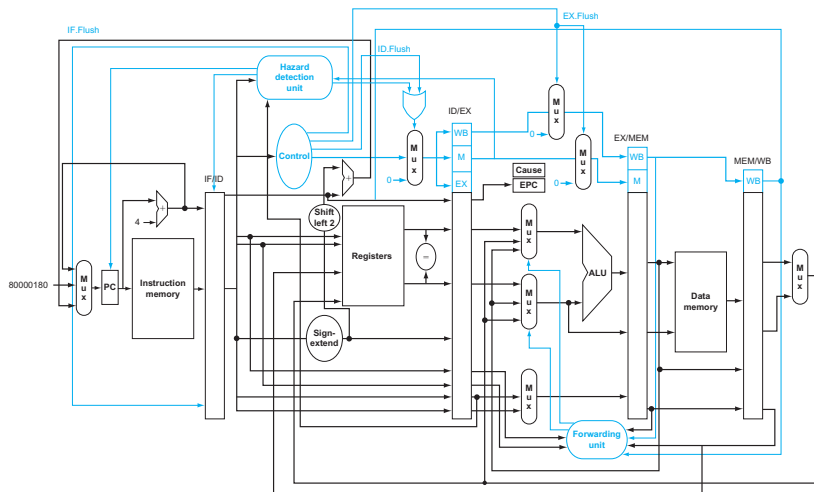 IF.Flush
EX.Flush
ID.Flush
Hazard
detection
unit
M
u
x
ID/EX
EX/MEM
WB
0
Control
M
u
x
M
u
x
WB
MEM/WB
M
Cause
WB
IF/ID
0
EX
EPC
0
M
+
Shift
left 2
+
4
M
u
x
Registers
=
ALU
M
u
x
PC
Instruction
memory
80000180
M
u
x
Data
memory
M
u
x
Sign-
extend
M
u
x
Forwarding
unit